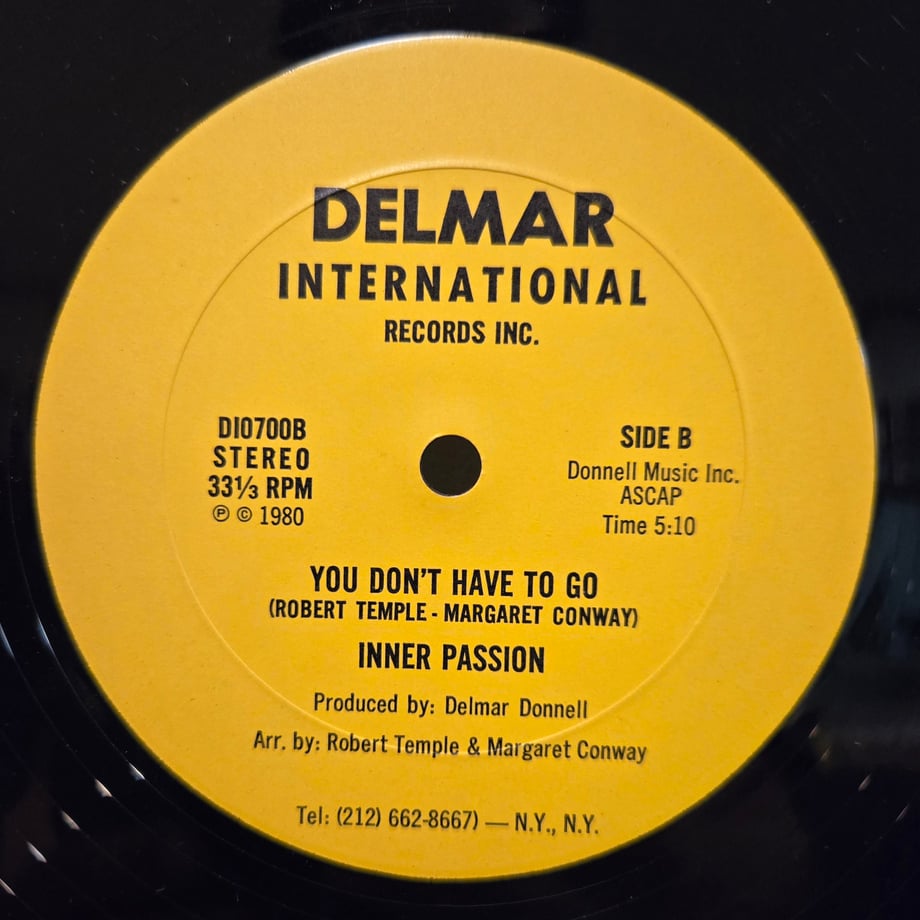 DELMAR
INTERNATIONAL
RECORDS INC.
DI0700B
STEREO
33⅓ RPM
℗ © 1980
SIDE B
Donnell Music Inc.
ASCAP
Time 5:10
YOU DON'T HAVE TO GO
(ROBERT TEMPLE - MARGARET CONWAY)
INNER PASSION
Produced by: Delmar Donnell
Arr. by: Robert Temple & Margaret Conway
Tel: (212) 662-8667) — N.Y., N.Y.